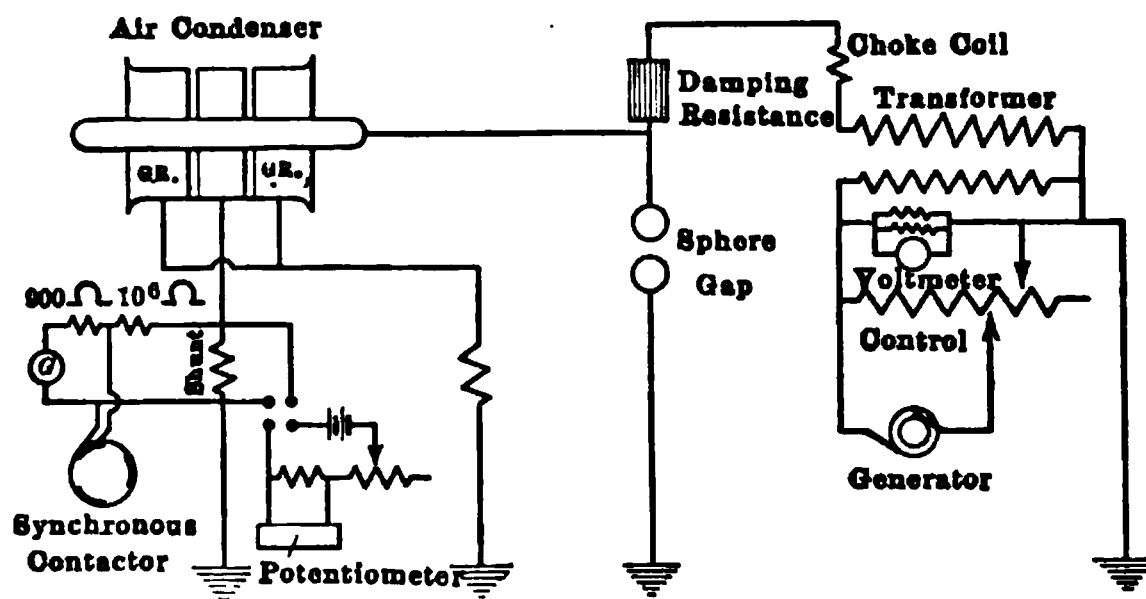 Air Condenser
Choke Coil
Damping
Resistance
Transformer
G.R. G.R.
Sphere
Gap
Voltmeter
Control
900 Ω 10⁶ Ω
Shunt
G
Generator
Synchronous
Contactor
Potentiometer